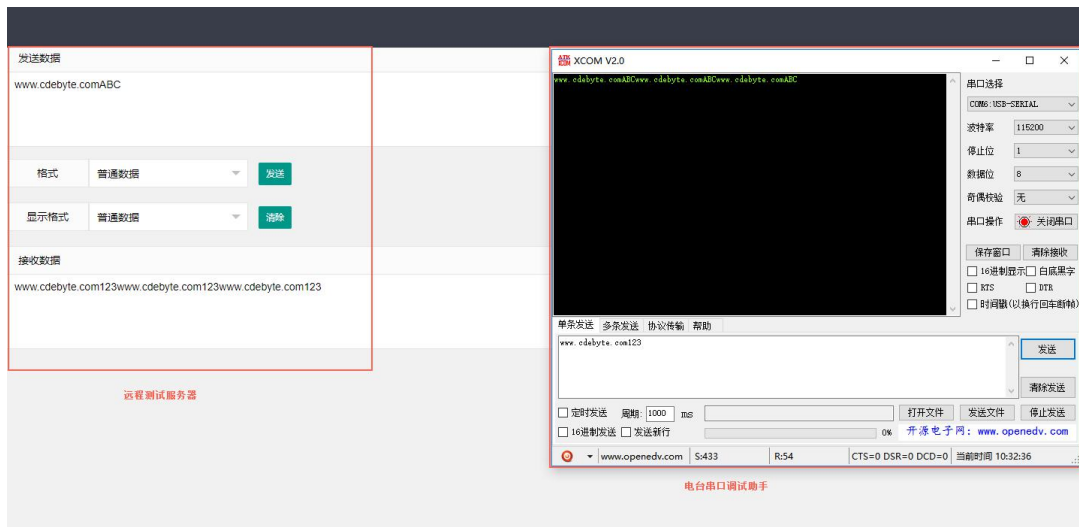 发送数据
www.cdebyte.comABC
格式 普通数据 发送
显示格式 普通数据 清除
接收数据
www.cdebyte.com123www.cdebyte.com123www.cdebyte.com123
远程测试服务器
XCOM V2.0
www.cdebyte.comABCwww.cdebyte.comABCwww.cdebyte.comABC
串口选择
COM6:USB-SERIAL
波特率 115200
停止位 1
数据位 8
奇偶校验 无
串口操作 关闭串口
保存窗口 清除接收
16进制显示 白底黑字
RTS DTR
时间戳(以换行回车断帧)
单条发送 多条发送 协议传输 帮助
www.cdebyte.com123
发送
清除发送
定时发送 周期: 1000 ms 打开文件 发送文件 停止发送
16进制发送 发送新行 0% 开源电子网：www.openedv.com
www.openedv.com S:433 R:54 CTS=0 DSR=0 DCD=0 当前时间 10:32:36
电台串口调试助手